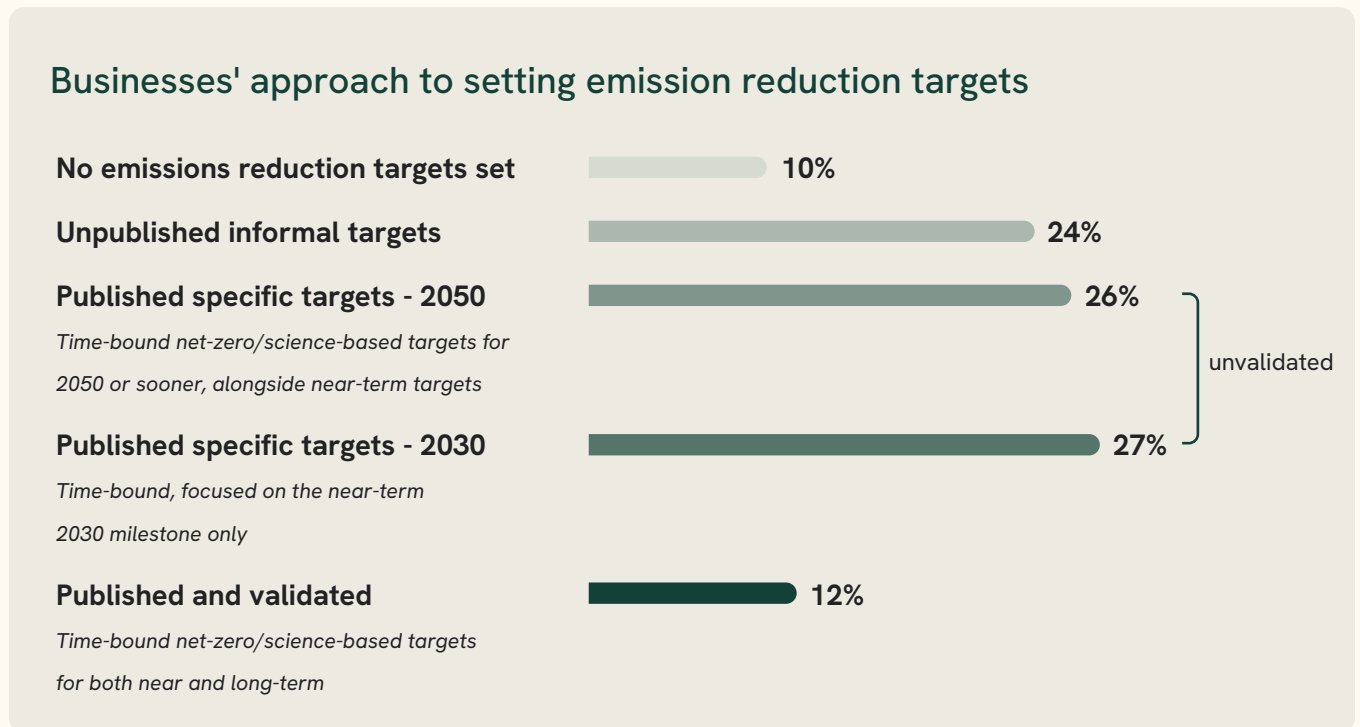 Businesses' approach to setting emission reduction targets
No emissions reduction targets set 10%
Unpublished informal targets 24%
Published specific targets - 2050 26%
Time-bound net-zero/science-based targets for
2050 or sooner, alongside near-term targets
unvalidated
Published specific targets - 2030 27%
Time-bound, focused on the near-term
2030 milestone only
Published and validated 12%
Time-bound net-zero/science-based targets
for both near and long-term